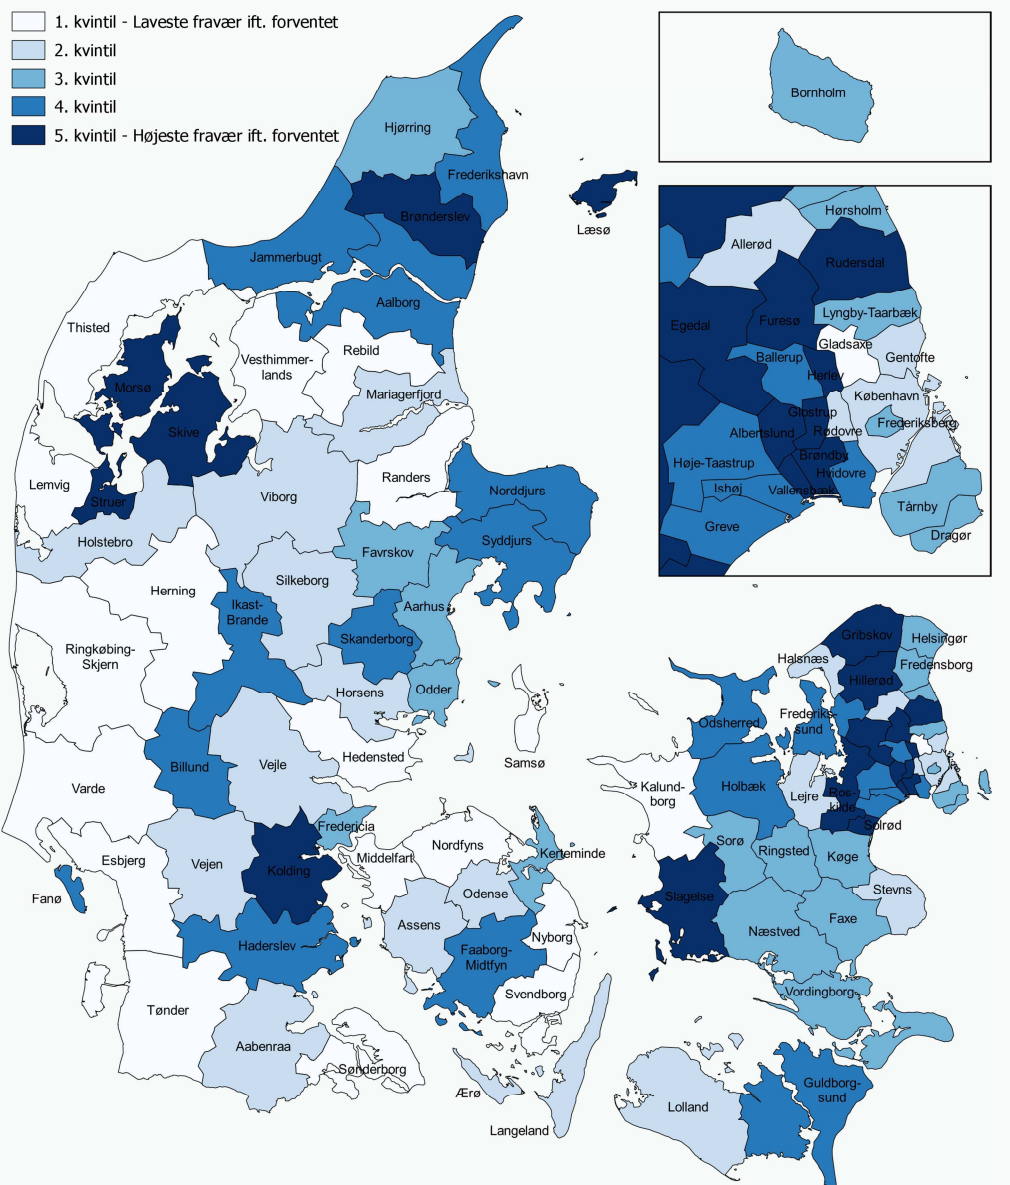 1. kvintil - Laveste fravær ift. forventet
2. kvintil
3. kvintil
4. kvintil
5. kvintil - Højeste fravær ift. forventet
Bornholm
Hjørring
Frederikshavn
Brønderslev
Læsø
Jammerbugt
Aalborg
Thisted
Vesthimmer-
lands
Rebild
Mariagerfjord
Morsø
Skive
Lemvig
Struer
Randers
Viborg
Holstebro
Norddjurs
Syddjurs
Favrskov
Silkeborg
Herning
Ikast-
Brande
Aarhus
Skanderborg
Ringkøbing-
Skjern
Horsens
Odder
Hedensted
Samsø
Billund
Vejle
Varde
Fredericia
Esbjerg
Vejen
Kolding
Middelfart
Nordfyns
Kerteminde
Fanø
Odense
Assens
Haderslev
Nyborg
Faaborg-
Midtfyn
Svendborg
Tønder
Aabenraa
Sønderborg
Ærø
Langeland
Hørsholm
Allerød
Rudersdal
Egedal
Furesø
Lyngby-Taarbæk
Gladsaxe
Gentofte
Ballerup
Herlev
København
Glostrup
Frederiksberg
Albertslund
Rødovre
Brøndby
Høje-Taastrup
Hvidovre
Ishøj
Vallensbæk
Greve
Tårnby
Dragør
Gribskov
Helsingør
Halsnæs
Fredensborg
Hillerød
Odsherred
Frederiks-
sund
Kalund-
borg
Holbæk
Lejre
Ros-
kilde
Solrød
Sorø
Ringsted
Køge
Slagelse
Stevns
Næstved
Faxe
Vordingborg
Guldborg-
sund
Lolland